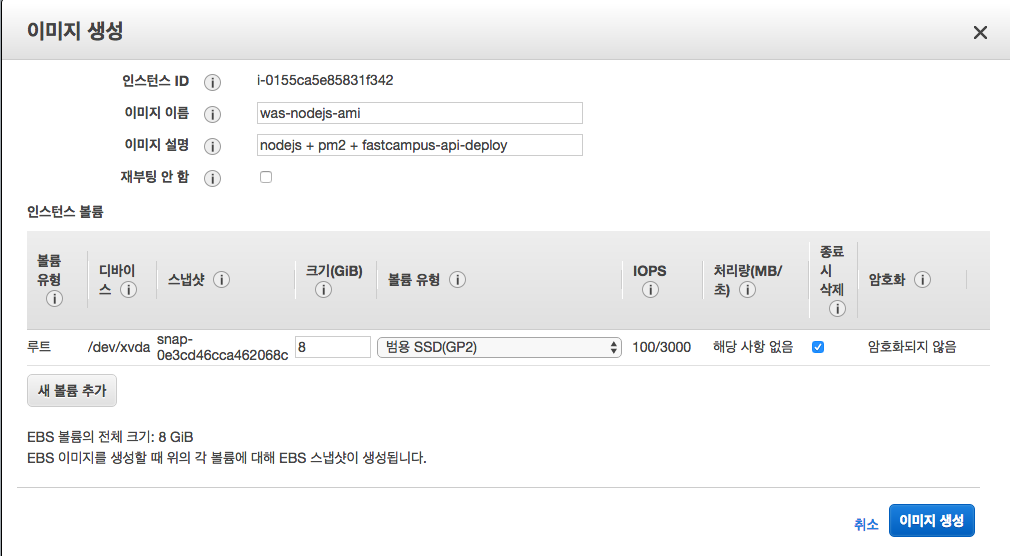 이미지 생성
인스턴스 ID i-0155ca5e85831f342
이미지 이름 was-nodejs-ami
이미지 설명 nodejs + pm2 + fastcampus-api-deploy
재부팅 안 함
인스턴스 볼륨
볼륨 유형 디바이스 스냅샷 크기(GiB) 볼륨 유형 IOPS 처리량(MB/초) 종료 시 삭제 암호화
루트 /dev/xvda snap-0e3cd46cca462068c 8 범용 SSD(GP2) 100/3000 해당 사항 없음 암호화되지 않음
새 볼륨 추가
EBS 볼륨의 전체 크기: 8 GiB
EBS 이미지를 생성할 때 위의 각 볼륨에 대해 EBS 스냅샷이 생성됩니다.
취소 이미지 생성